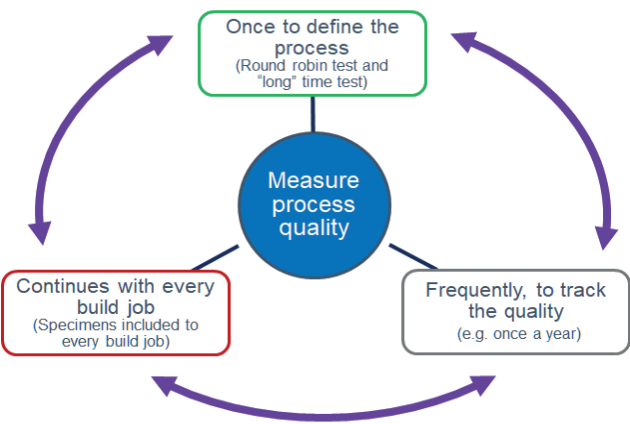 Once to define the
process
(Round robin test and
“long” time test)
Measure
process
quality
Continues with every
build job
(Specimens included to
every build job)
Frequently, to track
the quality
(e.g. once a year)